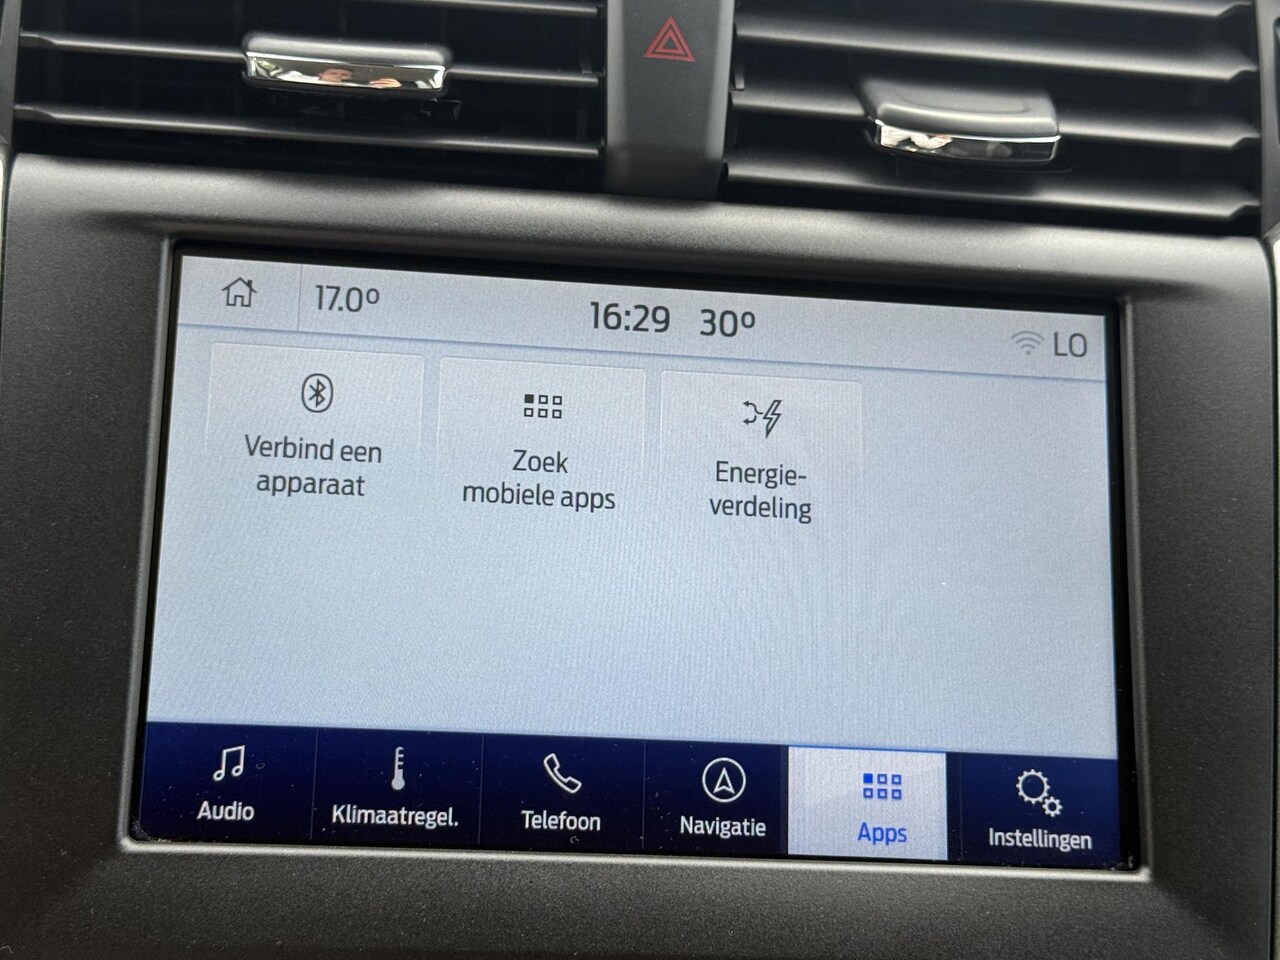 17.0°
16:29 30°
LO
Verbind een
apparaat
Zoek
mobiele apps
Energie-
verdeling
Audio
Klimaatregel.
Telefoon
Navigatie
Apps
Instellingen